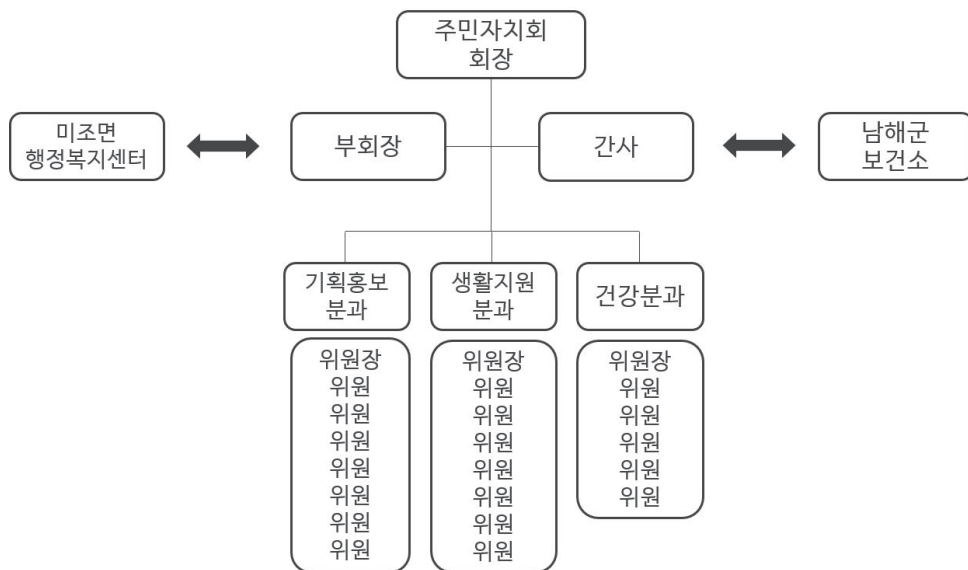 주민자치회
회장
미조면
행정복지센터
부회장
간사
남해군
보건소
기획홍보
분과
생활지원
분과
건강분과
위원장
위원
위원
위원
위원
위원
위원
위원
위원장
위원
위원
위원
위원
위원
위원
위원
위원장
위원
위원
위원
위원
위원